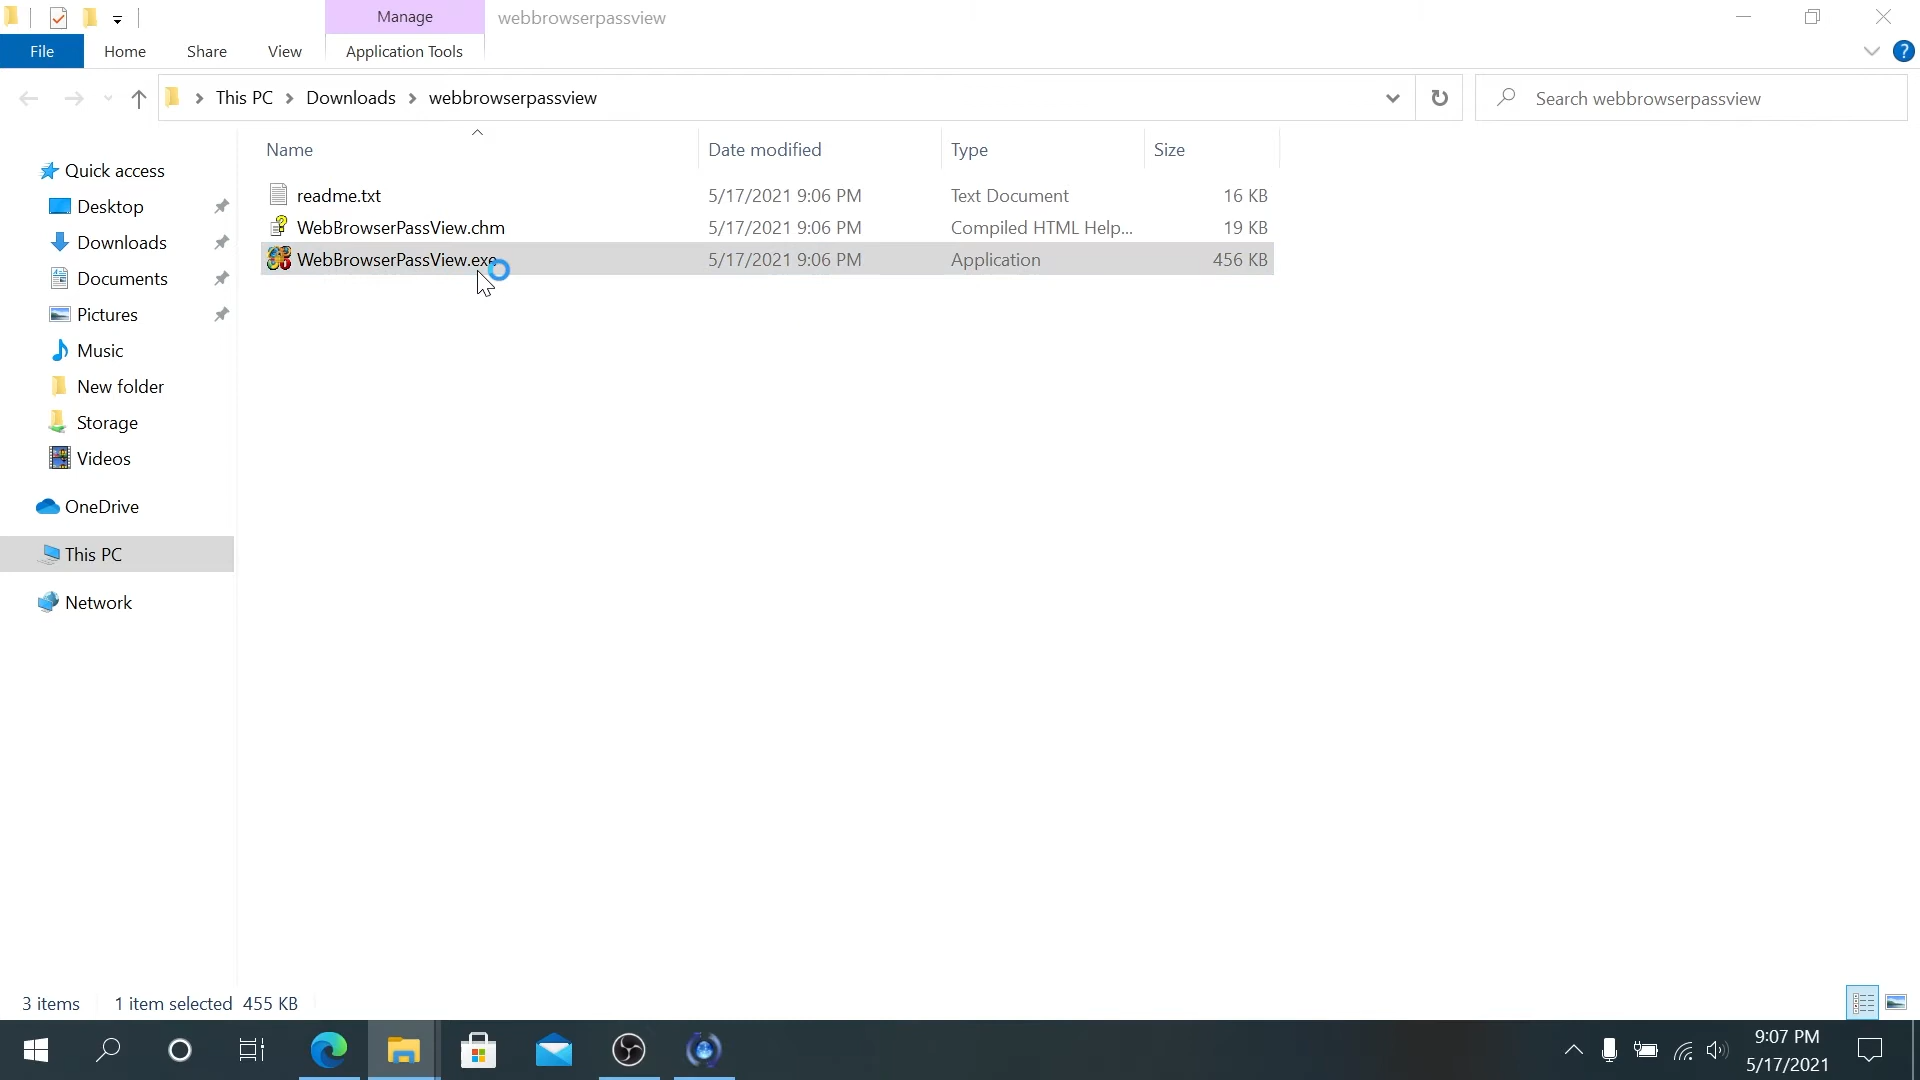 Manage
webbrowserpassview
File
Home
Share
View
Application Tools
?
This PC
Downloads
webbrowserpassview
Search webbrowserpassview
Name
Date modified
Type
Size
Quick access
Desktop
Downloads
Documents
Pictures
Music
New folder
Storage
Videos
OneDrive
This PC
Network
readme.txt 5/17/2021 9:06 PM Text Document 16 KB
WebBrowserPassView.chm 5/17/2021 9:06 PM Compiled HTML Help... 19 KB
WebBrowserPassView.exe 5/17/2021 9:06 PM Application 456 KB
3 items 1 item selected 455 KB
9:07 PM
5/17/2021